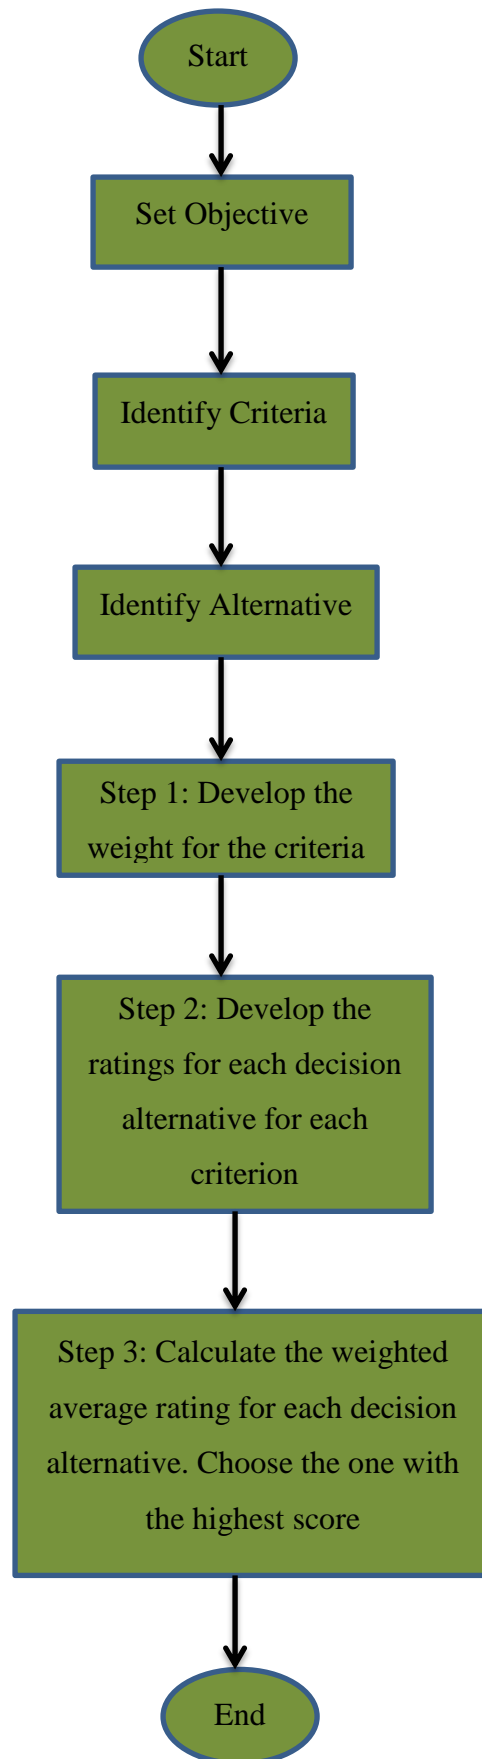 Start
Set Objective
Identify Criteria
Identify Alternative
Step 1: Develop the
weight for the criteria
Step 2: Develop the
ratings for each decision
alternative for each
criterion
Step 3: Calculate the weighted
average rating for each decision
alternative. Choose the one with
the highest score
End